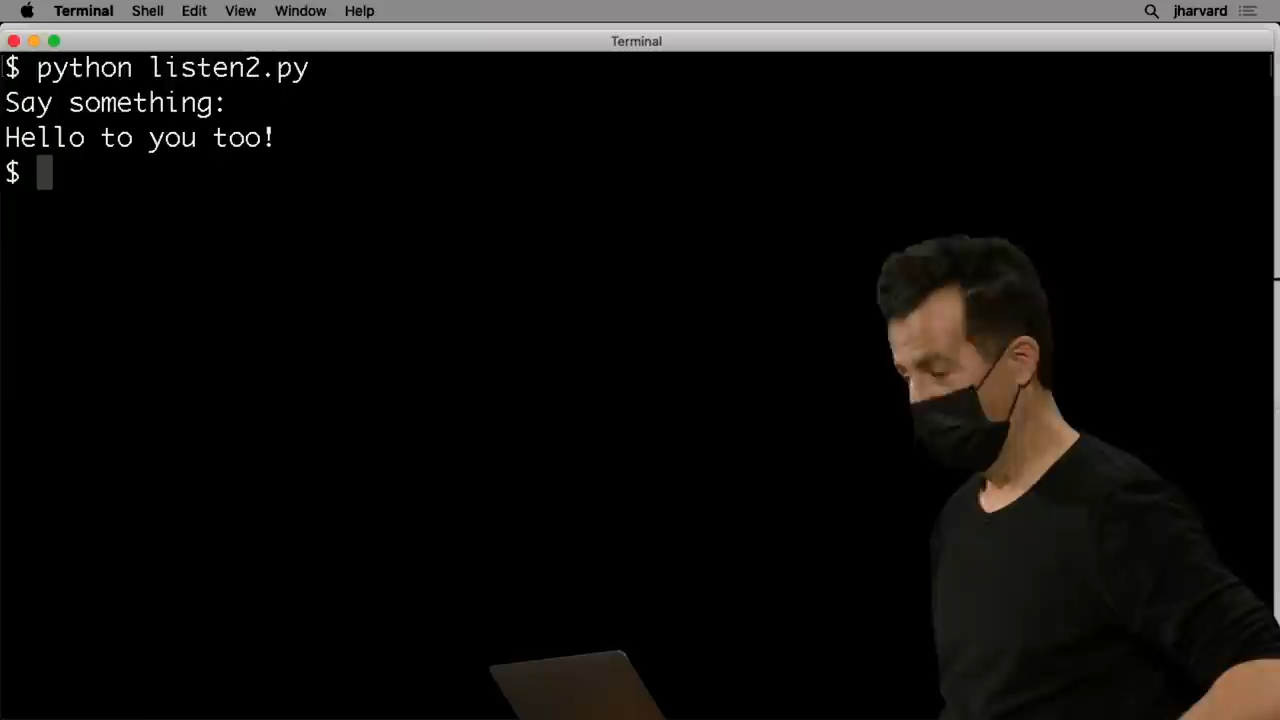 Terminal Shell Edit View Window Help jharvard
Terminal
$ python listen2.py
Say something:
Hello to you too!
$